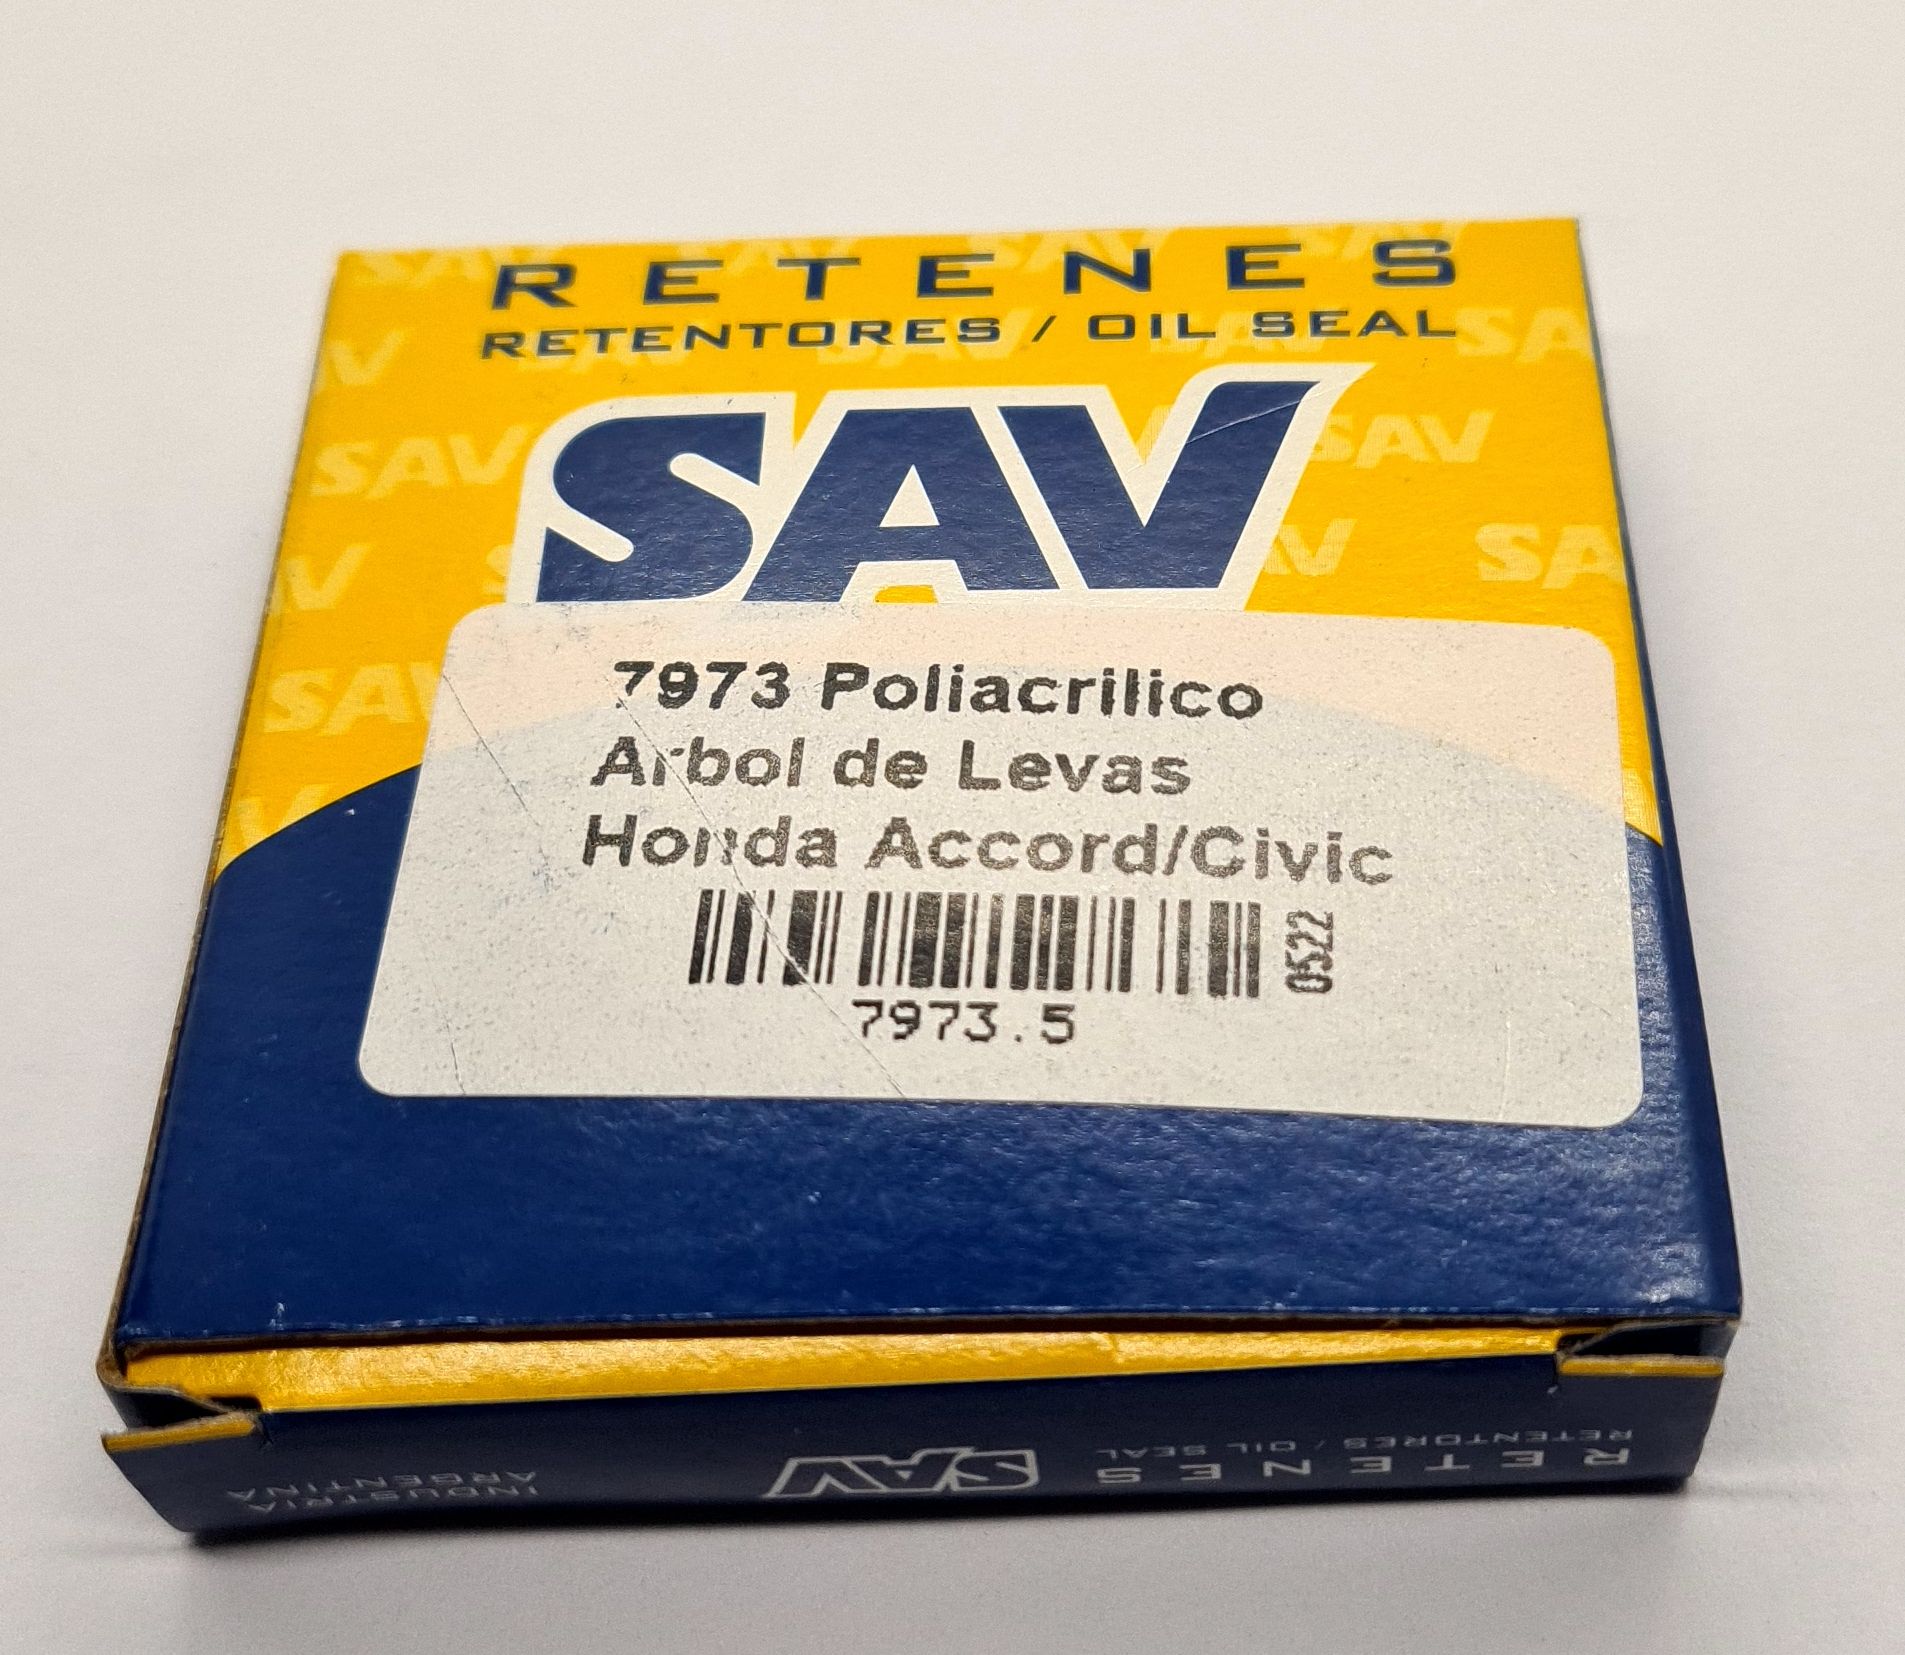 RETENES
RETENTORES / OIL SEAL
SAV
7973 Poliacrilico
Arbol de Levas
Honda Accord/Civic
0522
7973.5
RETENES
RETENTORES / OIL SEAL
SAV
INDUSTRIA
ARGENTINA